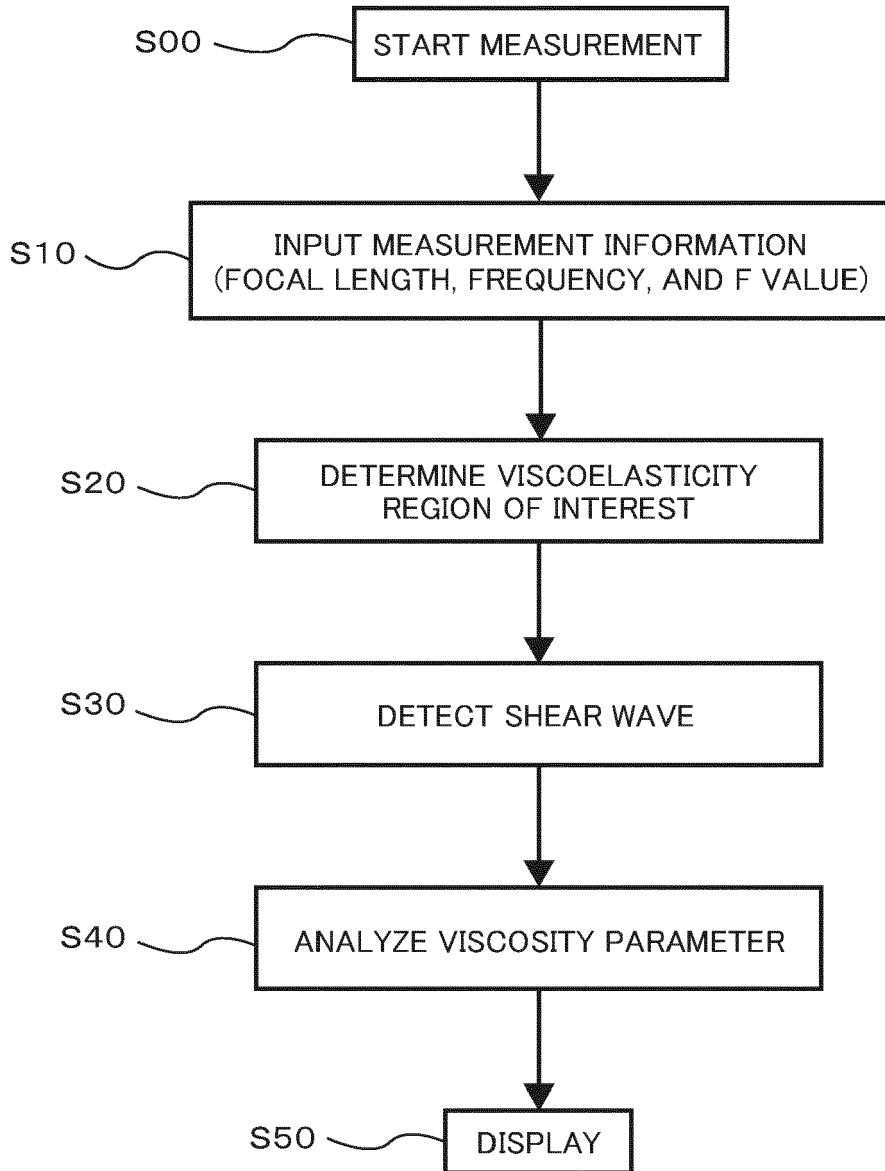 S00
START MEASUREMENT
S10
INPUT MEASUREMENT INFORMATION
(FOCAL LENGTH, FREQUENCY, AND F VALUE)
S20
DETERMINE VISCOELASTICITY
REGION OF INTEREST
S30
DETECT SHEAR WAVE
S40
ANALYZE VISCOSITY PARAMETER
S50
DISPLAY